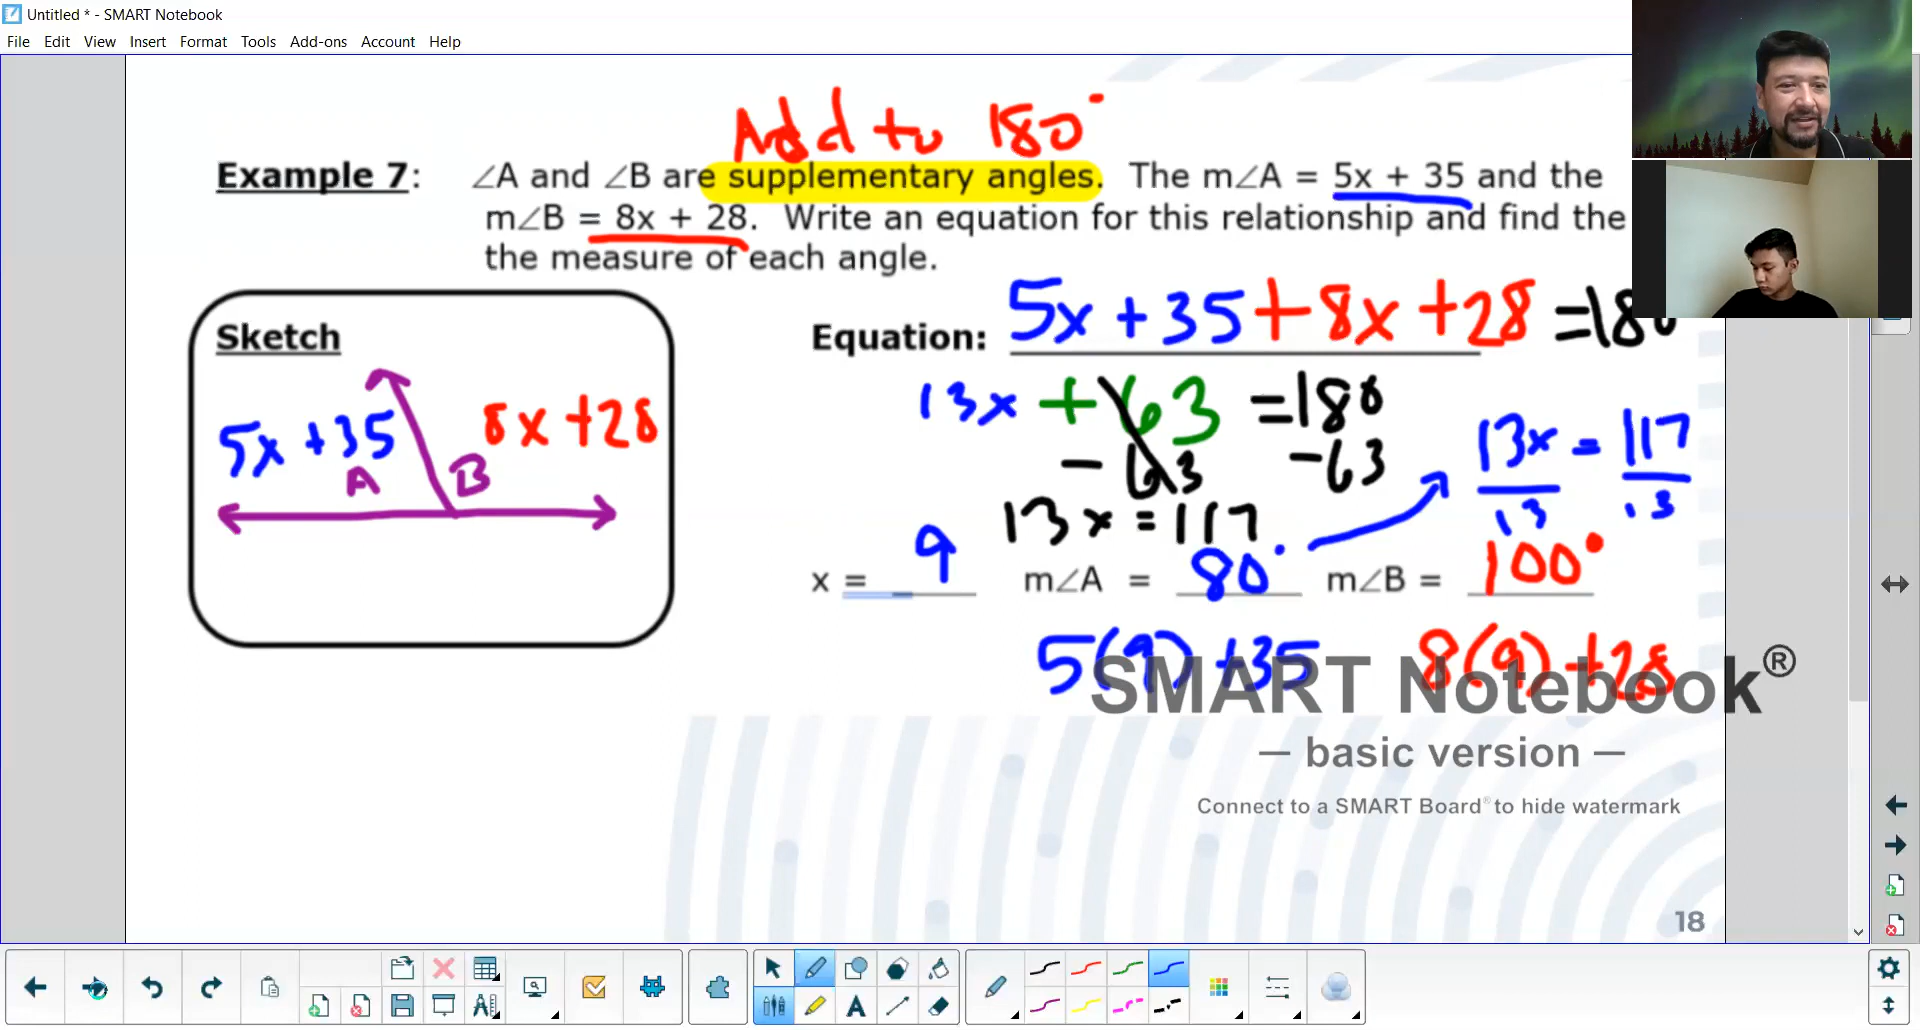 Untitled * - SMART Notebook
File Edit View Insert Format Tools Add-ons Account Help
Add to 180°
Example 7: ∠A and ∠B are supplementary angles. The m∠A = 5x + 35 and the
m∠B = 8x + 28. Write an equation for this relationship and find the
the measure of each angle.
Sketch
5x +35
8x +28
A
B
Equation: 5x +35 + 8x +28 =180
13x + 63 =180
- 63 -63
13x = 117
13x = 117
13 13
x = 9 m∠A = 80° m∠B = 100°
5(9) +35 8(9) +28
SMART Notebook®
— basic version —
Connect to a SMART Board® to hide watermark
18